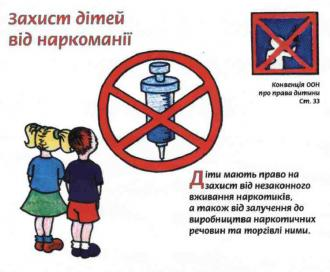 Захист дітей
від наркоманії
Конвенція ООН
про права дитини
Ст. 33
Діти мають право на
захист від незаконного
вживання наркотиків,
а також від залучення до
виробництва наркотичних
речовин та торгівлі ними.